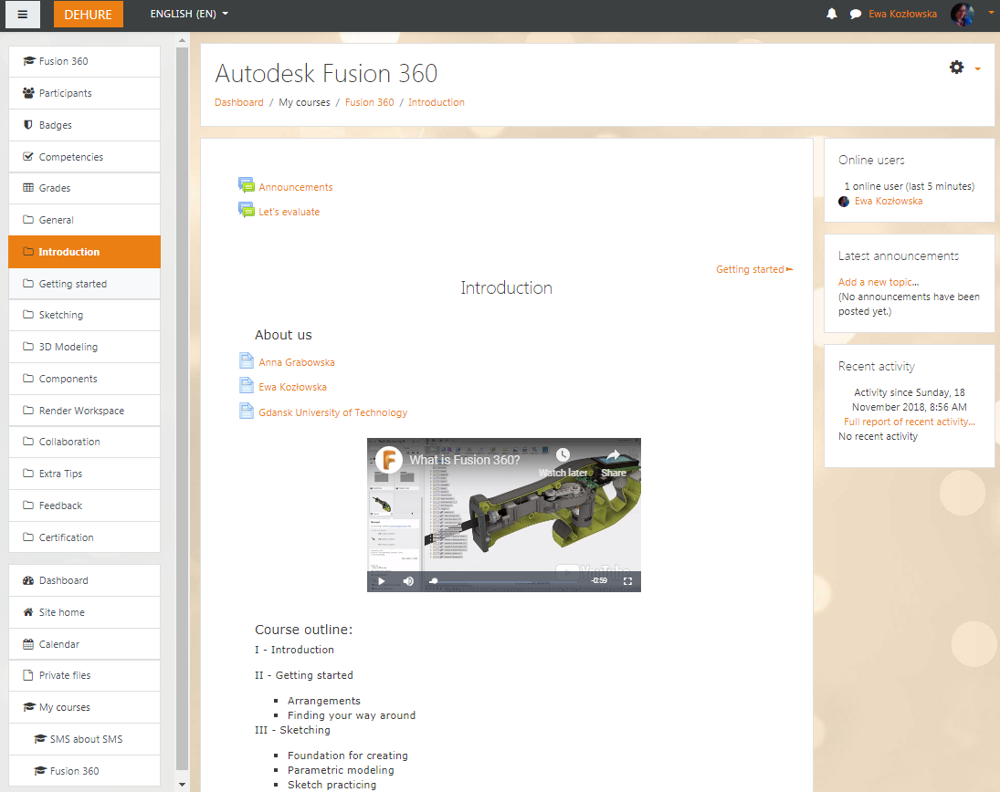 DEHURE
ENGLISH (EN)
Ewa Kozłowska
Fusion 360
Participants
Badges
Competencies
Grades
General
Introduction
Getting started
Sketching
3D Modeling
Components
Render Workspace
Collaboration
Extra Tips
Feedback
Certification
Dashboard
Site home
Calendar
Private files
My courses
SMS about SMS
Fusion 360
Autodesk Fusion 360
Dashboard / My courses / Fusion 360 / Introduction
Announcements
Let's evaluate
Getting started►
Introduction
About us
Anna Grabowska
Ewa Kozłowska
Gdansk University of Technology
What is Fusion 360?
Watch later
Share
YouTube
-0:59
Course outline:
I - Introduction
II - Getting started
▪ Arrangements
▪ Finding your way around
III - Sketching
▪ Foundation for creating
▪ Parametric modeling
▪ Sketch practicing
Online users
1 online user (last 5 minutes)
Ewa Kozłowska
Latest announcements
Add a new topic...
(No announcements have been
posted yet.)
Recent activity
Activity since Sunday, 18
November 2018, 8:56 AM
Full report of recent activity...
No recent activity